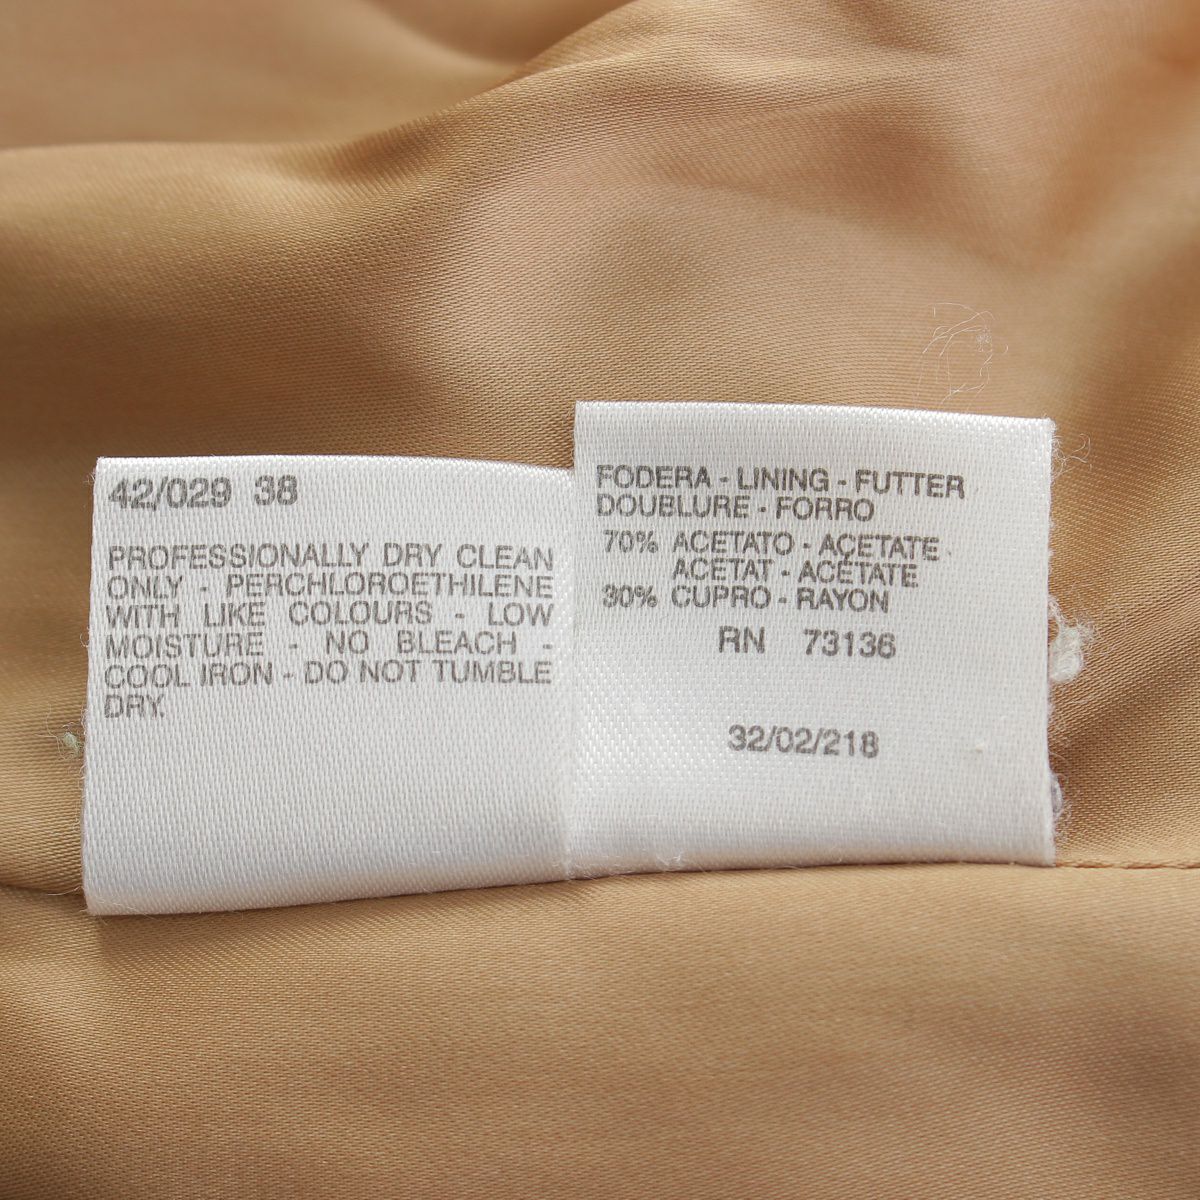 42/029 38
PROFESSIONALLY DRY CLEAN
ONLY - PERCHLOROETHILENE
WITH LIKE COLOURS - LOW
MOISTURE - NO BLEACH -
COOL IRON - DO NOT TUMBLE
DRY.
FODERA - LINING - FUTTER
DOUBLURE - FORRO
70% ACETATO - ACETATE
ACETAT - ACÉTATE
30% CUPRO - RAYON
RN 73136
32/02/218